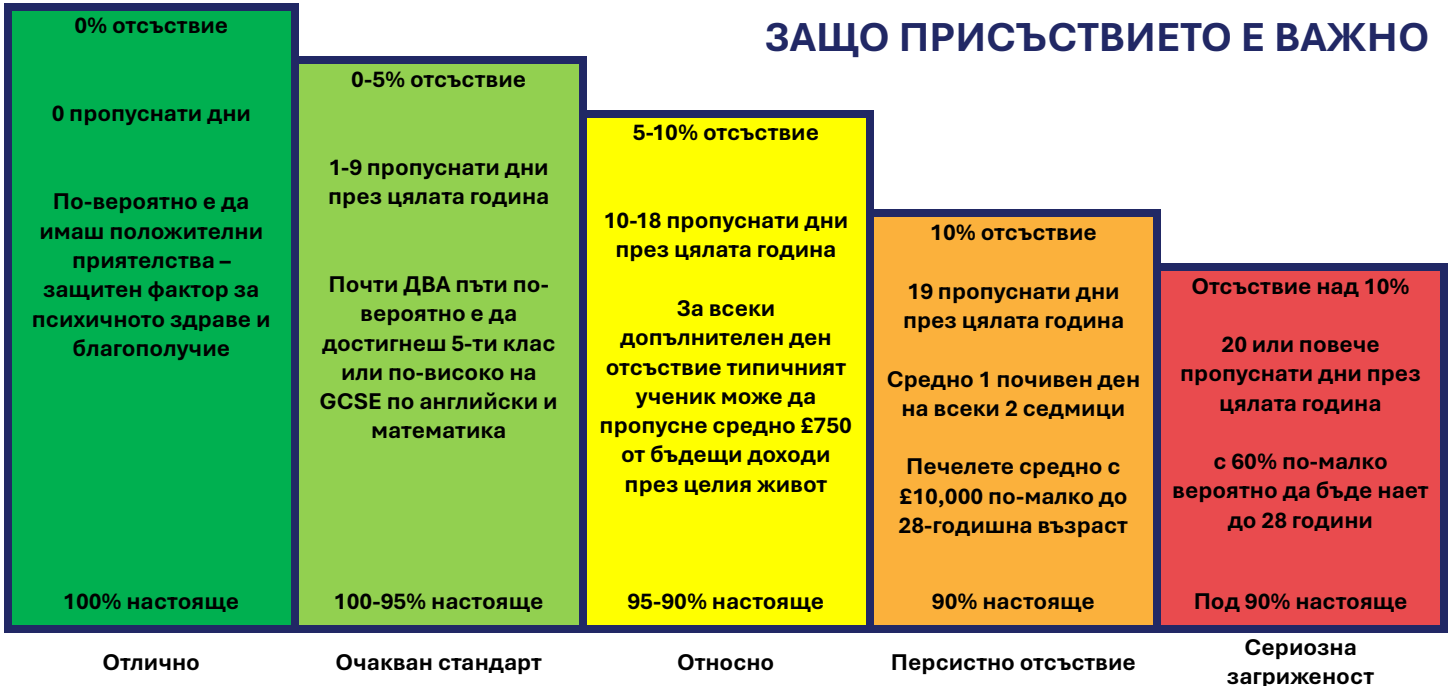 ЗАЩО ПРИСЪСТВИЕТО Е ВАЖНО
0% отсъствие
0 пропуснати дни
По-вероятно е да
имаш положителни
приятелства –
защитен фактор за
психичното здраве и
благополучие
100% настояще
Отлично
0-5% отсъствие
1-9 пропуснати дни
през цялата година
Почти ДВА пъти по-
вероятно е да
достигнеш 5-ти клас
или по-високо на
GCSE по английски и
математика
100-95% настояще
Очакван стандарт
5-10% отсъствие
10-18 пропуснати дни
през цялата година
За всеки
допълнителен ден
отсъствие типичният
ученик може да
пропусне средно £750
от бъдещи доходи
през целия живот
95-90% настояще
Относно
10% отсъствие
19 пропуснати дни
през цялата година
Средно 1 почивен ден
на всеки 2 седмици
Печелете средно с
£10,000 по-малко до
28-годишна възраст
90% настояще
Персистно отсъствие
Отсъствие над 10%
20 или повече
пропуснати дни през
цялата година
с 60% по-малко
вероятно да бъде нает
до 28 години
Под 90% настояще
Сериозна
загриженост